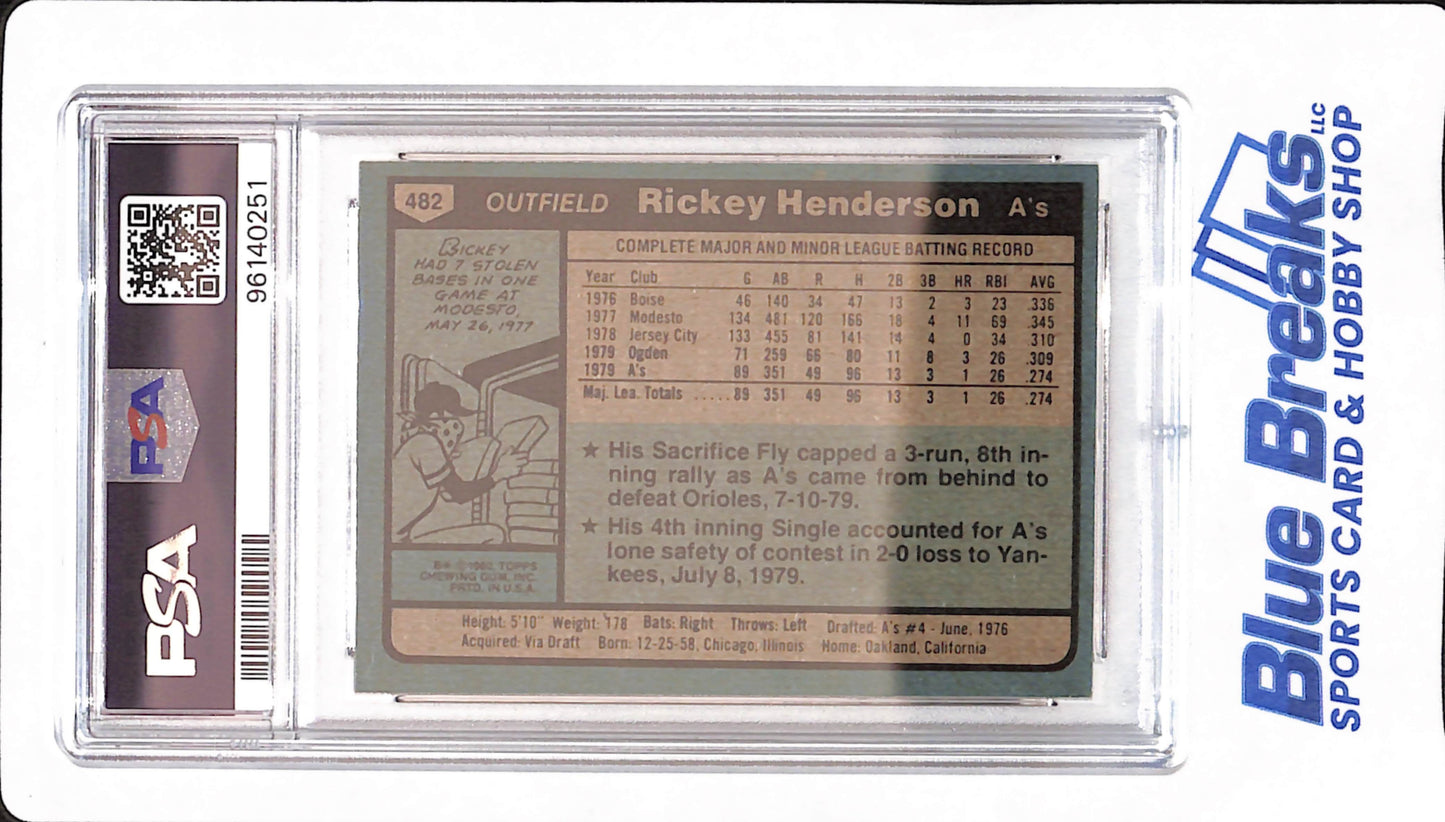 PSA
PSA
96140251
482 OUTFIELD Rickey Henderson A's
RICKEY
HAD 7 STOLEN
BASES IN ONE
GAME AT
MODESTO,
MAY 26, 1977
COMPLETE MAJOR AND MINOR LEAGUE BATTING RECORD
Year Club G AB R H 2B 3B HR RBI AVG
1976 Boise 46 140 34 47 13 2 3 23 .336
1977 Modesto 134 481 120 166 18 4 11 69 .345
1978 Jersey City 133 455 81 141 14 4 0 34 .310
1979 Ogden 71 259 66 80 11 8 3 26 .309
1979 A's 89 351 49 96 13 3 1 26 .274
Maj. Lea. Totals ..... 89 351 49 96 13 3 1 26 .274
★ His Sacrifice Fly capped a 3-run, 8th in-
ning rally as A's came from behind to
defeat Orioles, 7-10-79.
★ His 4th inning Single accounted for A's
lone safety of contest in 2-0 loss to Yan-
kees, July 8, 1979.
© 1980, TOPPS
CHEWING GUM, INC.
PRTD. IN U.S.A.
Height: 5'10" Weight: 178 Bats: Right Throws: Left Drafted: A's #4 - June, 1976
Acquired: Via Draft Born: 12-25-58, Chicago, Illinois Home: Oakland, California
Blue Breaks LLC
SPORTS CARD & HOBBY SHOP